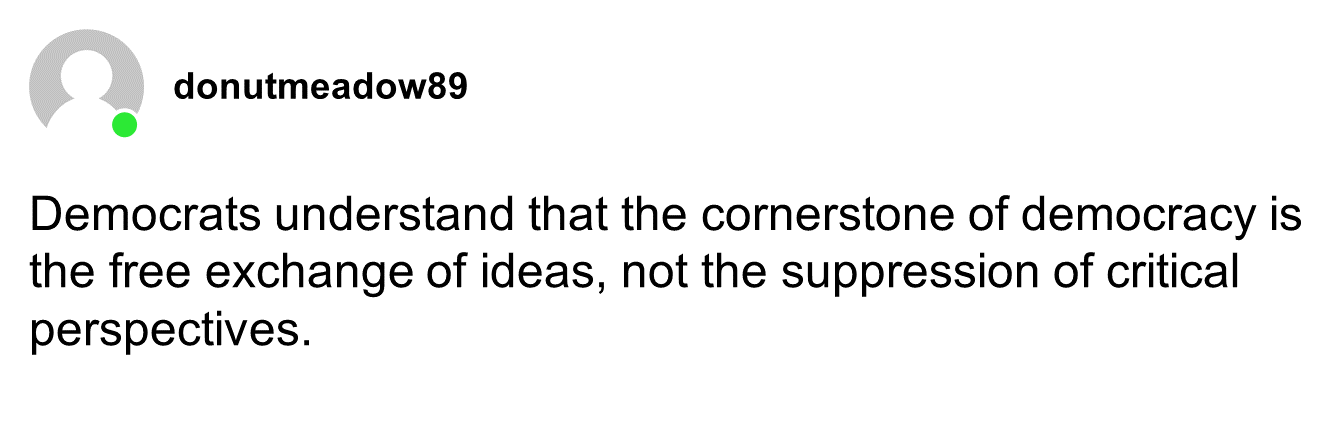 donutmeadow89
Democrats understand that the cornerstone of democracy is
the free exchange of ideas, not the suppression of critical
perspectives.